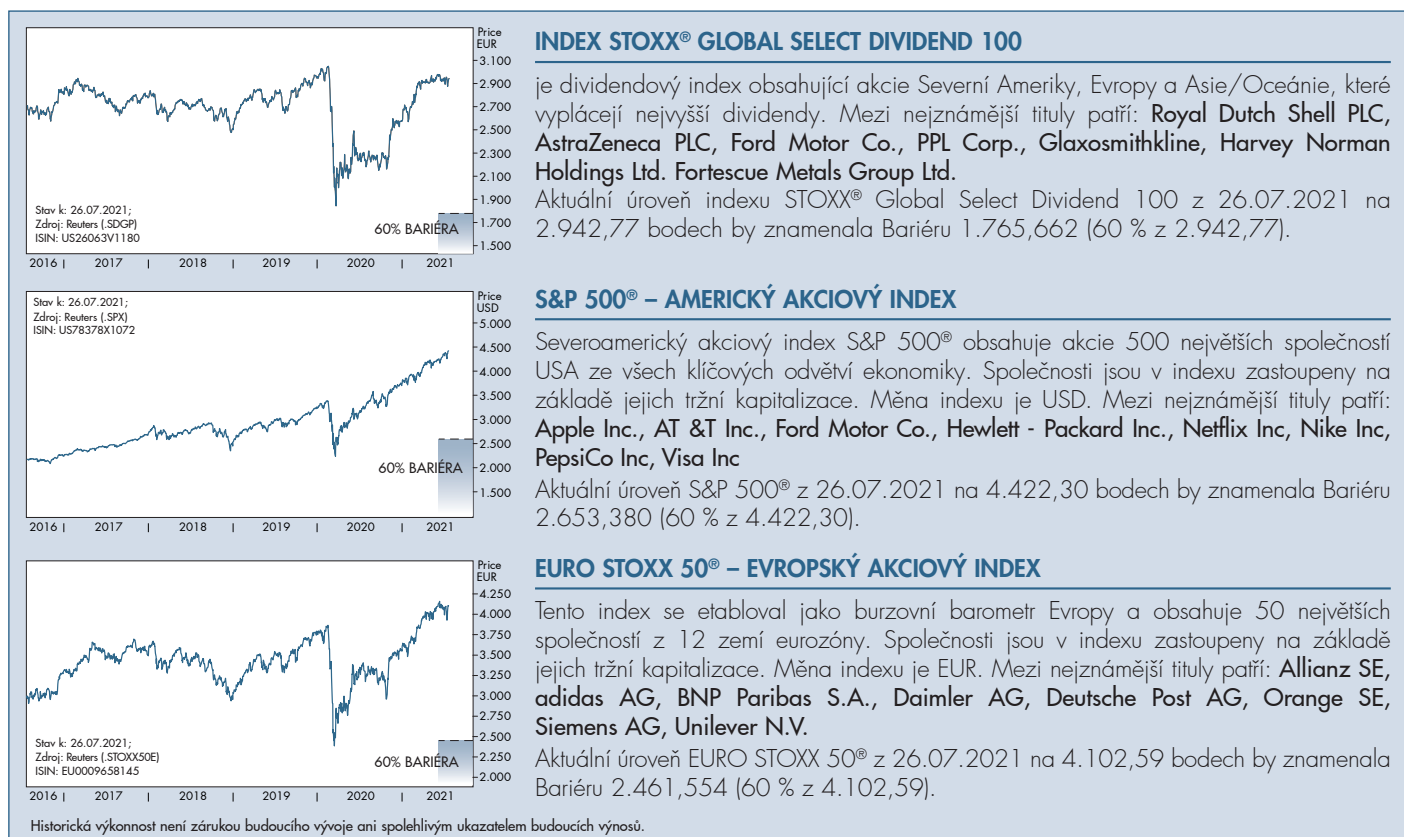 Price
EUR
3.100
2.900
2.700
2.500
2.300
2.100
1.900
1.700
1.500
Stav k: 26.07.2021;
Zdroj: Reuters (.SDGP)
ISIN: US26063V1180
60% BARIÉRA
2016 | 2017 | 2018 | 2019 | 2020 | 2021
INDEX STOXX® GLOBAL SELECT DIVIDEND 100
je dividendový index obsahující akcie Severní Ameriky, Evropy a Asie/Oceánie, které
vyplácejí nejvyšší dividendy. Mezi nejznámější tituly patří: Royal Dutch Shell PLC,
AstraZeneca PLC, Ford Motor Co., PPL Corp., Glaxosmithkline, Harvey Norman
Holdings Ltd. Fortescue Metals Group Ltd.
Aktuální úroveň indexu STOXX® Global Select Dividend 100 z 26.07.2021 na
2.942,77 bodech by znamenala Bariéru 1.765,662 (60 % z 2.942,77).
Stav k: 26.07.2021;
Zdroj: Reuters (.SPX)
ISIN: US78378X1072
Price
USD
5.000
4.500
4.000
3.500
3.000
2.500
2.000
1.500
60% BARIÉRA
2016 | 2017 | 2018 | 2019 | 2020 | 2021
S&P 500® – AMERICKÝ AKCIOVÝ INDEX
Severoamerický akciový index S&P 500® obsahuje akcie 500 největších společností
USA ze všech klíčových odvětví ekonomiky. Společnosti jsou v indexu zastoupeny na
základě jejich tržní kapitalizace. Měna indexu je USD. Mezi nejznámější tituly patří:
Apple Inc., AT &T Inc., Ford Motor Co., Hewlett - Packard Inc., Netflix Inc, Nike Inc,
PepsiCo Inc, Visa Inc
Aktuální úroveň S&P 500® z 26.07.2021 na 4.422,30 bodech by znamenala Bariéru
2.653,380 (60 % z 4.422,30).
Price
EUR
4.250
4.000
3.750
3.500
3.250
3.000
2.750
2.500
2.250
2.000
Stav k: 26.07.2021;
Zdroj: Reuters (.STOXX50E)
ISIN: EU0009658145
60% BARIÉRA
2016 | 2017 | 2018 | 2019 | 2020 | 2021
EURO STOXX 50® – EVROPSKÝ AKCIOVÝ INDEX
Tento index se etabloval jako burzovní barometr Evropy a obsahuje 50 největších
společností z 12 zemí eurozóny. Společnosti jsou v indexu zastoupeny na základě
jejich tržní kapitalizace. Měna indexu je EUR. Mezi nejznámější tituly patří: Allianz SE,
adidas AG, BNP Paribas S.A., Daimler AG, Deutsche Post AG, Orange SE,
Siemens AG, Unilever N.V.
Aktuální úroveň EURO STOXX 50® z 26.07.2021 na 4.102,59 bodech by znamenala
Bariéru 2.461,554 (60 % z 4.102,59).
Historická výkonnost není zárukou budoucího vývoje ani spolehlivým ukazatelem budoucích výnosů.